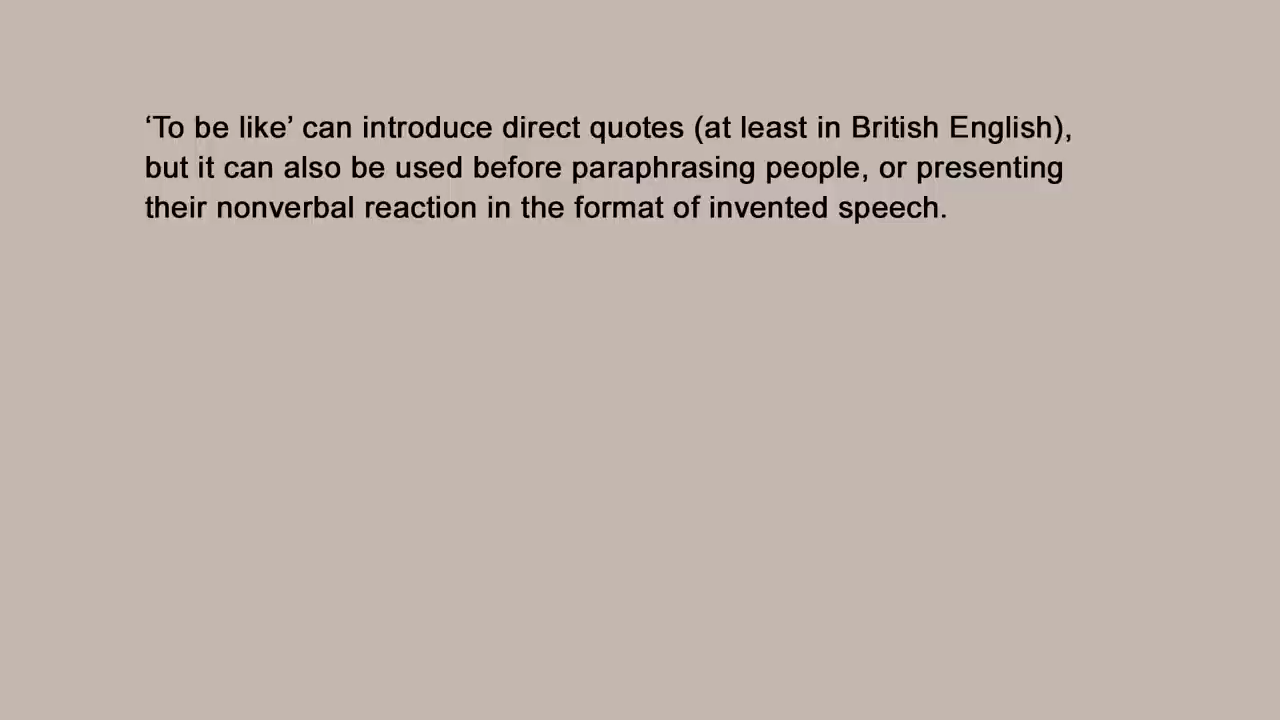 ‘To be like’ can introduce direct quotes (at least in British English),
but it can also be used before paraphrasing people, or presenting
their nonverbal reaction in the format of invented speech.